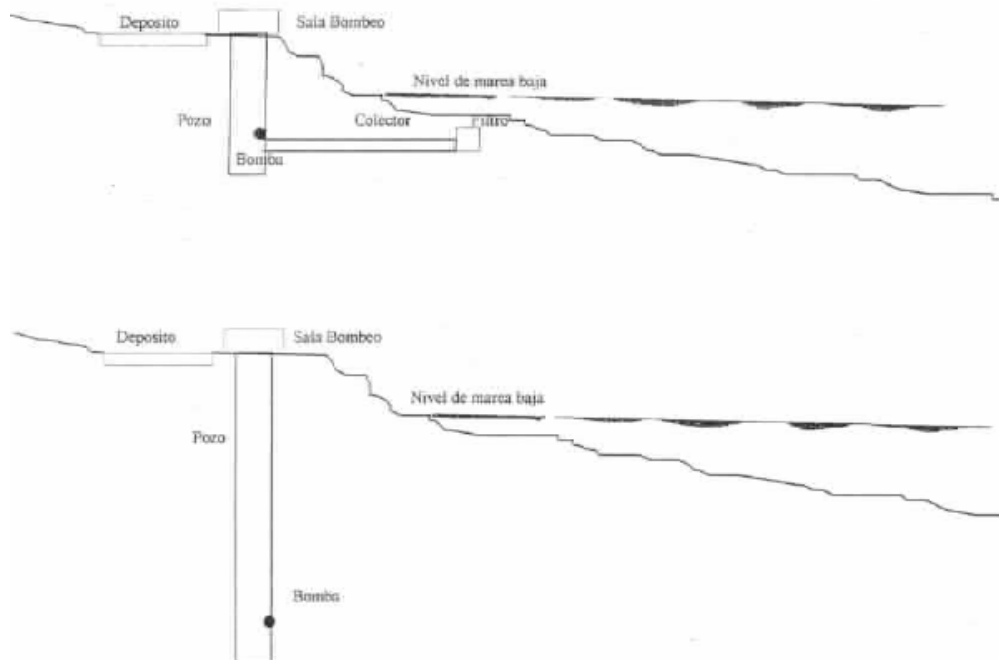 Deposito
Sala Bombeo
Nivel de marea baja
Pozo
Colector
Filtro
Bomba
Deposito
Sala Bombeo
Nivel de marea baja
Pozo
Bomba